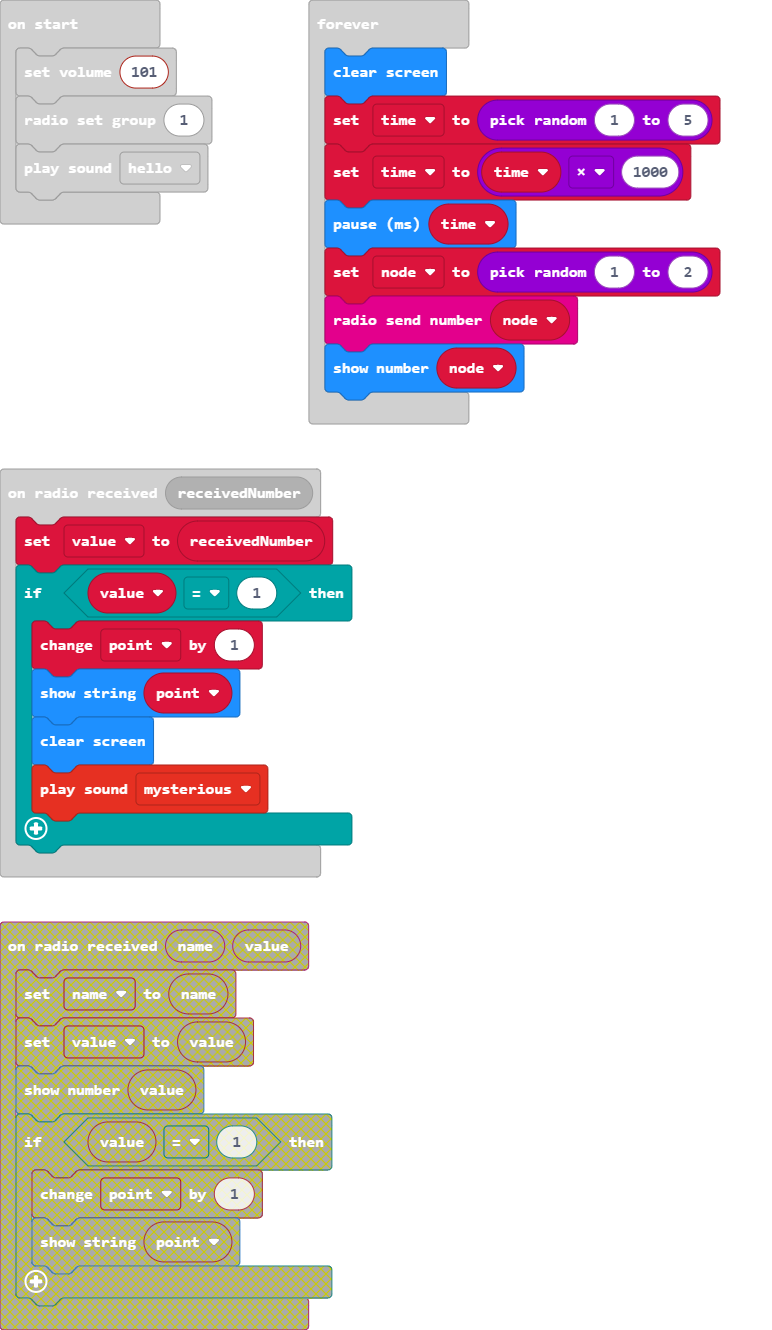 on start
set volume 101
radio set group 1
play sound hello
forever
clear screen
set time to pick random 1 to 5
set time to time × 1000
pause (ms) time
set node to pick random 1 to 2
radio send number node
show number node
on radio received receivedNumber
set value to receivedNumber
if value = 1 then
change point by 1
show string point
clear screen
play sound mysterious
on radio received name value
set name to name
set value to value
show number value
if value = 1 then
change point by 1
show string point